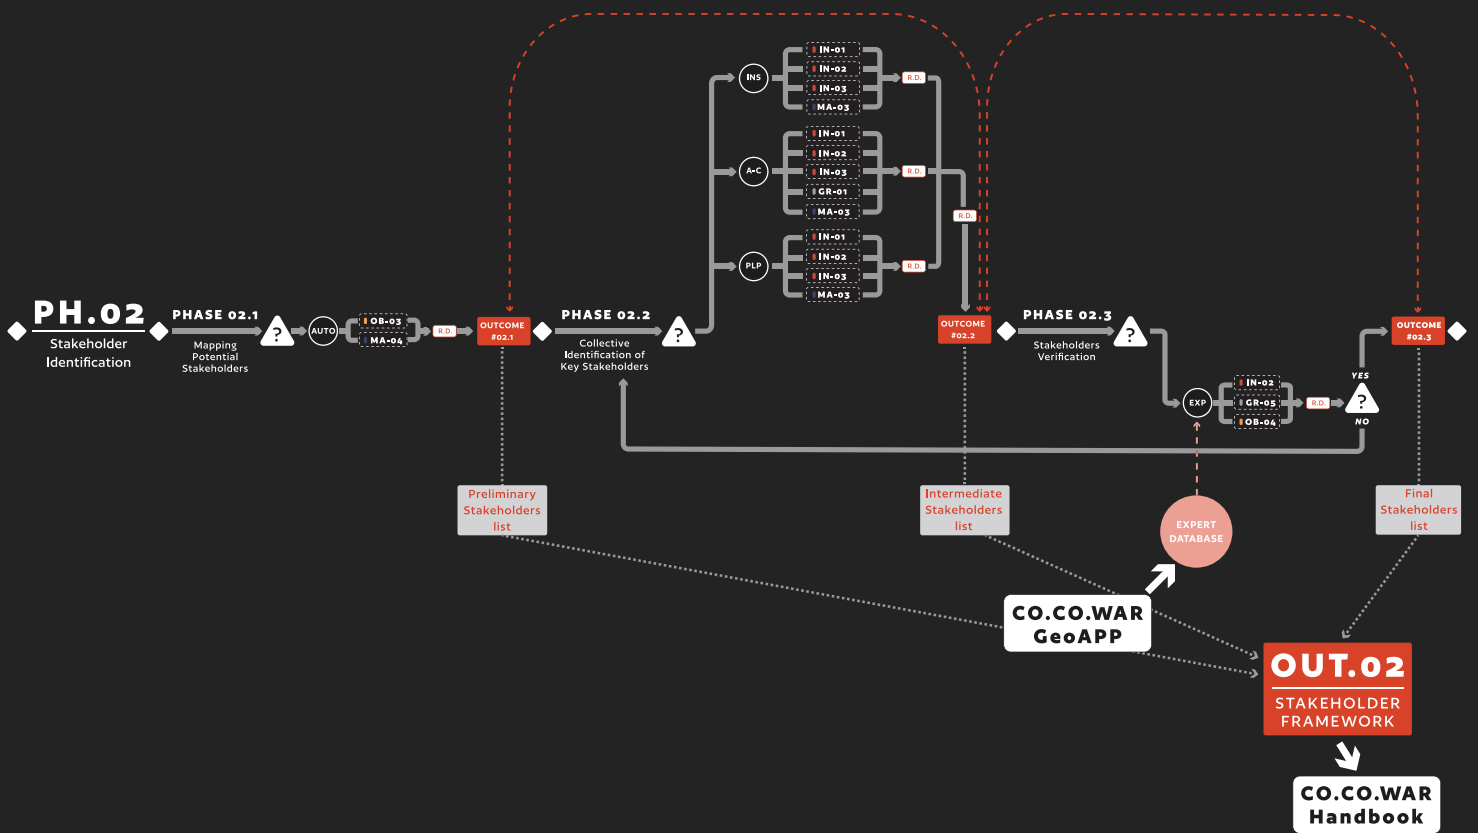 PH.02
Stakeholder
Identification
PHASE 02.1
Mapping
Potential
Stakeholders
?
AUTO
OB-03
MA-04
R.D.
OUTCOME
#02.1
PHASE 02.2
Collective
Identification of
Key Stakeholders
?
INS
IN-01
IN-02
IN-03
MA-03
R.D.
A-C
IN-01
IN-02
IN-03
GR-01
MA-03
R.D.
PLP
IN-01
IN-02
IN-03
MA-03
R.D.
R.D.
OUTCOME
#02.2
PHASE 02.3
Stakeholders
Verification
?
EXP
IN-02
GR-05
OB-04
R.D.
YES
?
NO
OUTCOME
#02.3
Preliminary
Stakeholders
list
Intermediate
Stakeholders
list
EXPERT
DATABASE
Final
Stakeholders
list
CO.CO.WAR
GeoAPP
OUT.02
STAKEHOLDER
FRAMEWORK
CO.CO.WAR
Handbook